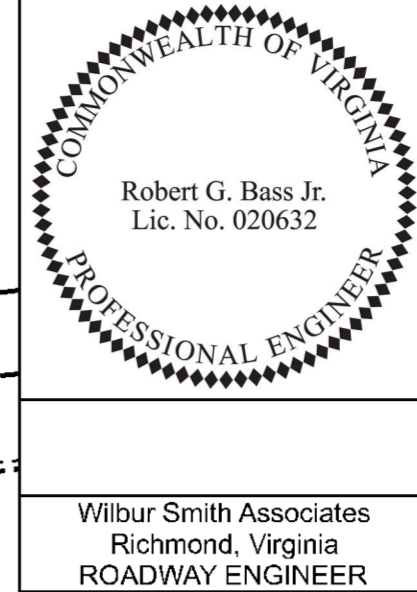 COMMONWEALTH OF VIRGINIA
Robert G. Bass Jr.
Lic. No. 020632
PROFESSIONAL ENGINEER
Wilbur Smith Associates
Richmond, Virginia
ROADWAY ENGINEER